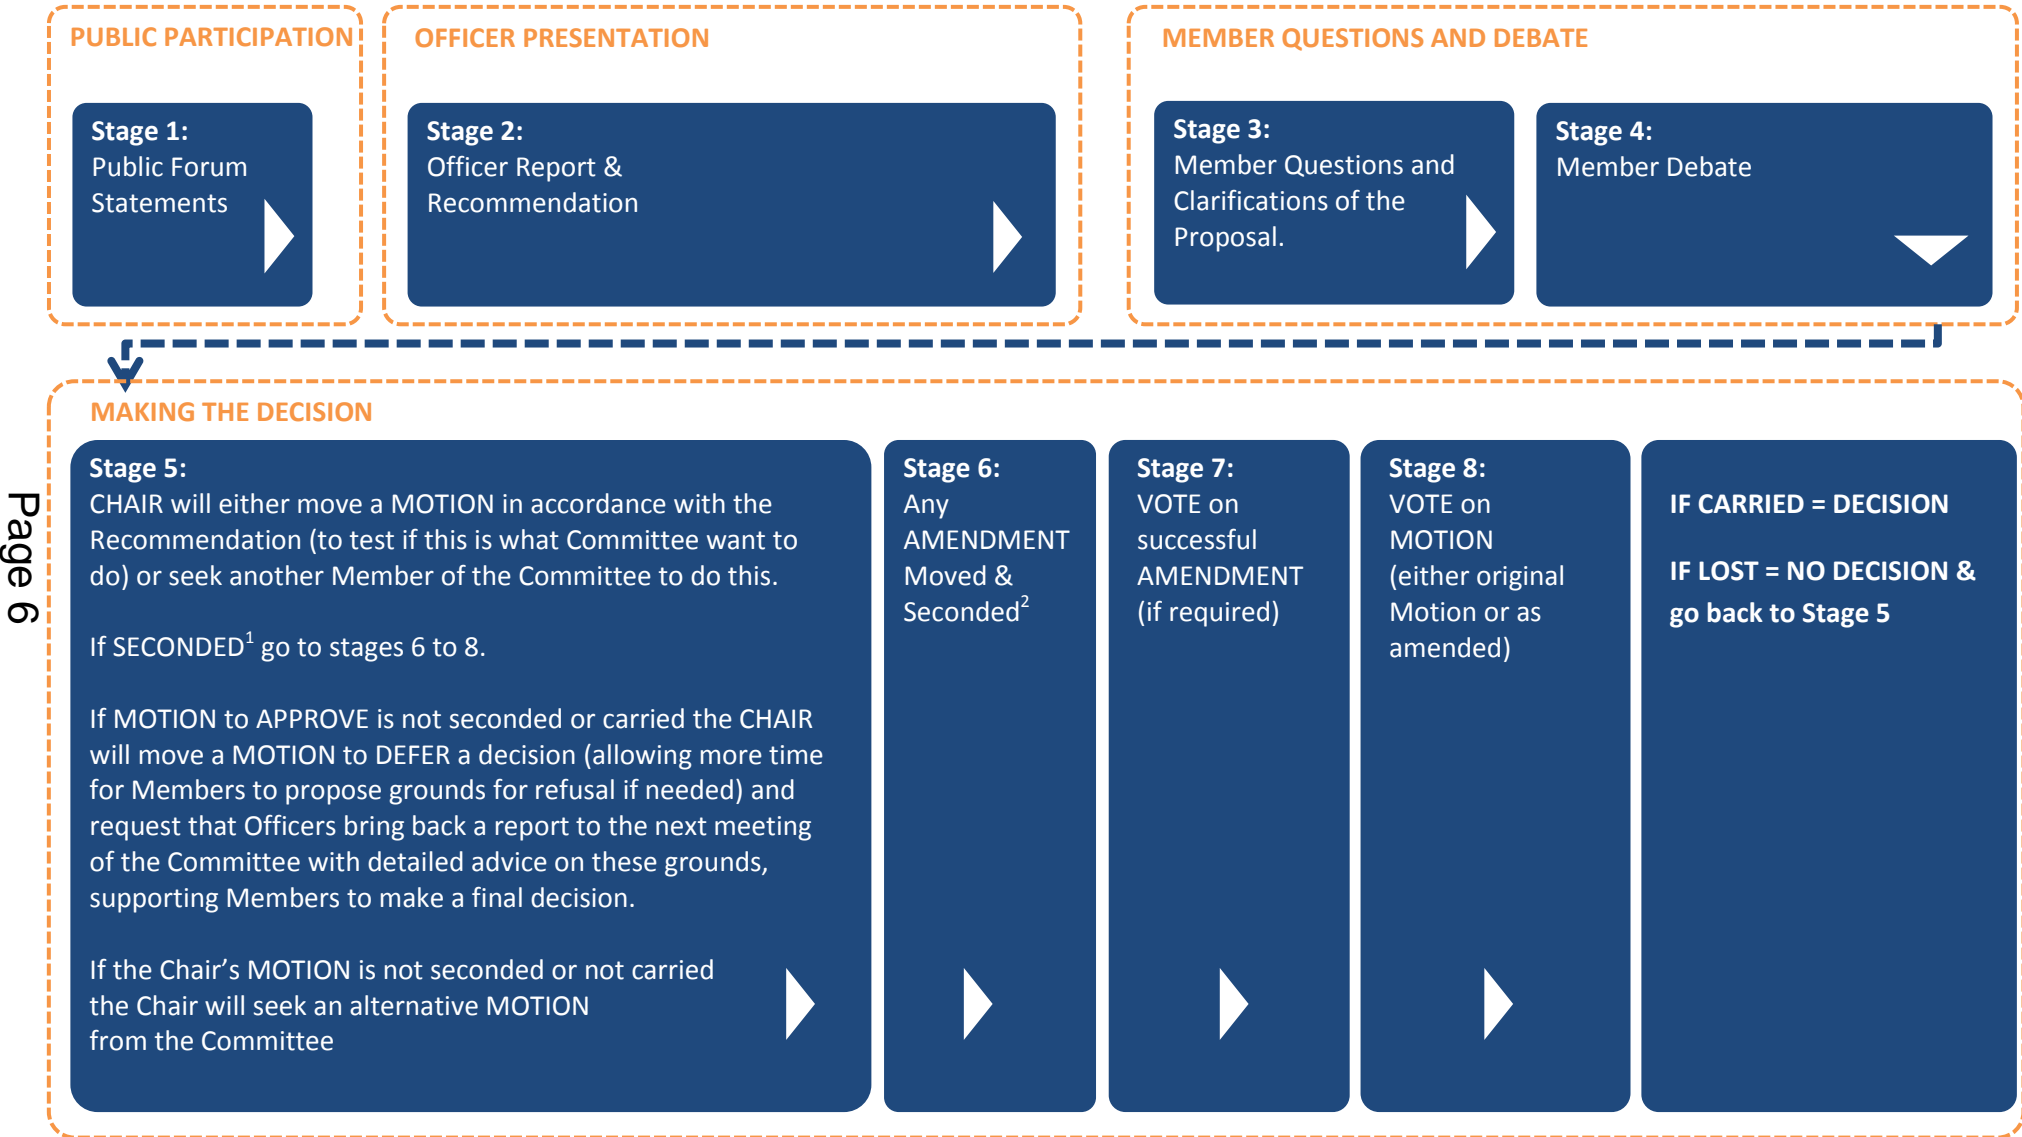 PUBLIC PARTICIPATION
OFFICER PRESENTATION
MEMBER QUESTIONS AND DEBATE
Stage 1:
Public Forum
Statements
Stage 2:
Officer Report &
Recommendation
Stage 3:
Member Questions and
Clarifications of the
Proposal.
Stage 4:
Member Debate
MAKING THE DECISION
Stage 5:
CHAIR will either move a MOTION in accordance with the
Recommendation (to test if this is what Committee want to
do) or seek another Member of the Committee to do this.
If SECONDED¹ go to stages 6 to 8.
If MOTION to APPROVE is not seconded or carried the CHAIR
will move a MOTION to DEFER a decision (allowing more time
for Members to propose grounds for refusal if needed) and
request that Officers bring back a report to the next meeting
of the Committee with detailed advice on these grounds,
supporting Members to make a final decision.
If the Chair’s MOTION is not seconded or not carried
the Chair will seek an alternative MOTION
from the Committee
Stage 6:
Any
AMENDMENT
Moved &
Seconded²
Stage 7:
VOTE on
successful
AMENDMENT
(if required)
Stage 8:
VOTE on
MOTION
(either original
Motion or as
amended)
IF CARRIED = DECISION
IF LOST = NO DECISION &
go back to Stage 5
Page 6